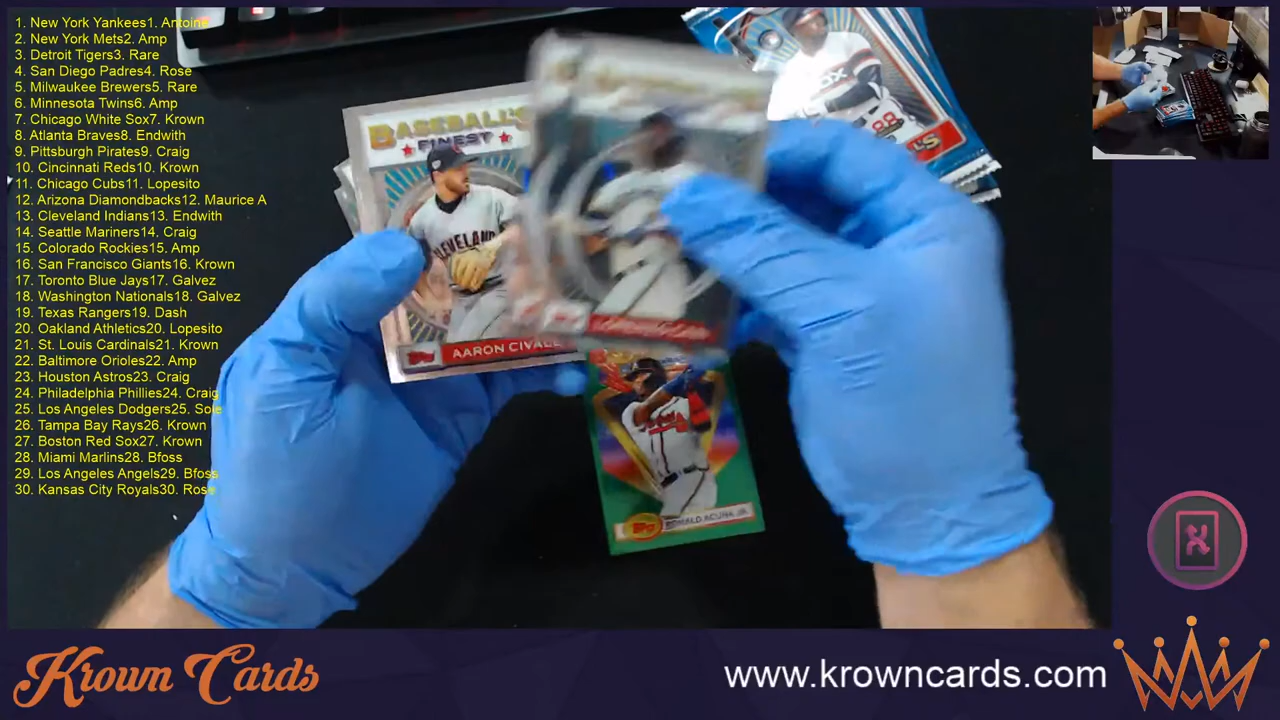 1. New York Yankees1. Antoine
2. New York Mets2. Amp
3. Detroit Tigers3. Rare
4. San Diego Padres4. Rose
5. Milwaukee Brewers5. Rare
6. Minnesota Twins6. Amp
7. Chicago White Sox7. Krown
8. Atlanta Braves8. Endwith
9. Pittsburgh Pirates9. Craig
10. Cincinnati Reds10. Krown
11. Chicago Cubs11. Lopesito
12. Arizona Diamondbacks12. Maurice A
13. Cleveland Indians13. Endwith
14. Seattle Mariners14. Craig
15. Colorado Rockies15. Amp
16. San Francisco Giants16. Krown
17. Toronto Blue Jays17. Galvez
18. Washington Nationals18. Galvez
19. Texas Rangers19. Dash
20. Oakland Athletics20. Lopesito
21. St. Louis Cardinals21. Krown
22. Baltimore Orioles22. Amp
23. Houston Astros23. Craig
24. Philadelphia Phillies24. Craig
25. Los Angeles Dodgers25. Sole
26. Tampa Bay Rays26. Krown
27. Boston Red Sox27. Krown
28. Miami Marlins28. Bfoss
29. Los Angeles Angels29. Bfoss
30. Kansas City Royals30. Rose
BASEBALL'S
FINEST
CLEVELAND
Topps
AARON CIVALE
SOX
88
Topps
RONALD ACUÑA JR.
Krown Cards
www.krowncards.com